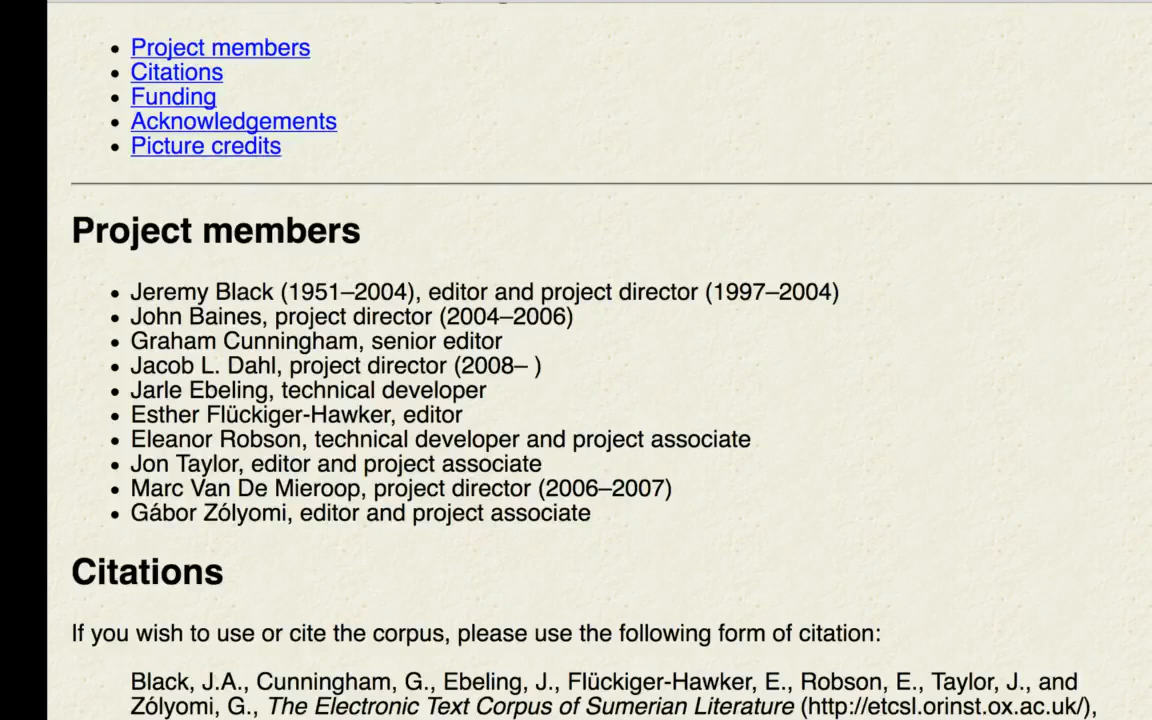 Project members
Citations
Funding
Acknowledgements
Picture credits
Project members
Jeremy Black (1951–2004), editor and project director (1997–2004)
John Baines, project director (2004–2006)
Graham Cunningham, senior editor
Jacob L. Dahl, project director (2008– )
Jarle Ebeling, technical developer
Esther Flückiger-Hawker, editor
Eleanor Robson, technical developer and project associate
Jon Taylor, editor and project associate
Marc Van De Mieroop, project director (2006–2007)
Gábor Zólyomi, editor and project associate
Citations
If you wish to use or cite the corpus, please use the following form of citation:
Black, J.A., Cunningham, G., Ebeling, J., Flückiger-Hawker, E., Robson, E., Taylor, J., and
Zólyomi, G., The Electronic Text Corpus of Sumerian Literature (http://etcsl.orinst.ox.ac.uk/),